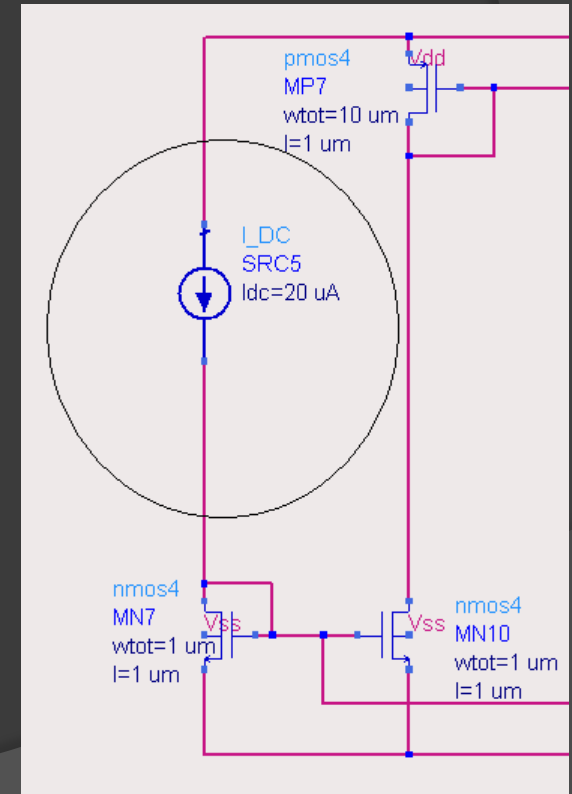 pmos4
MP7
wtot=10 um
l=1 um
Vdd
I_DC
SRC5
Idc=20 uA
nmos4
MN7
wtot=1 um
l=1 um
Vss
Vss
nmos4
MN10
wtot=1 um
l=1 um